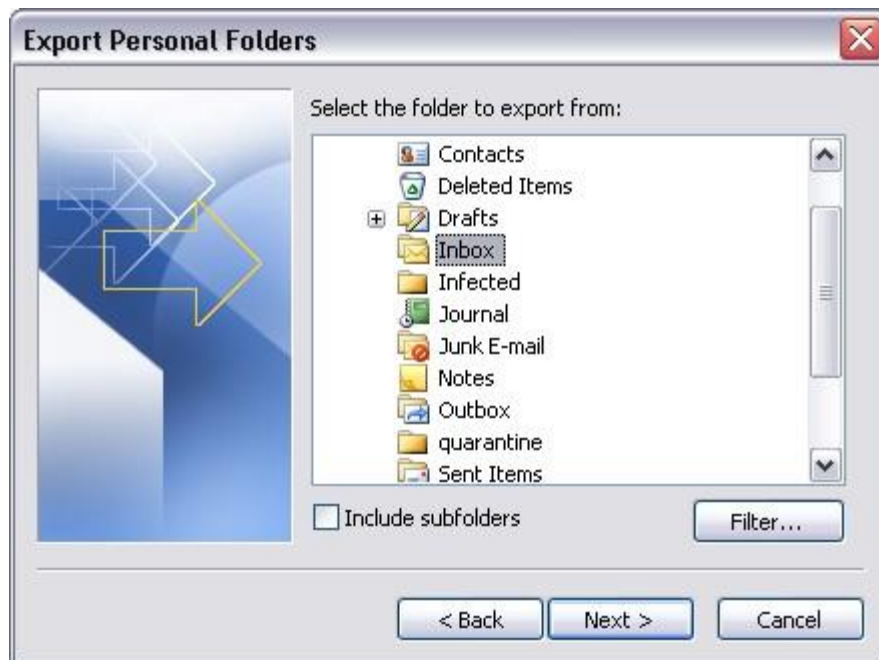 Export Personal Folders
Select the folder to export from:
Contacts
Deleted Items
Drafts
Inbox
Infected
Journal
Junk E-mail
Notes
Outbox
quarantine
Sent Items
Include subfolders
Filter...
< Back
Next >
Cancel